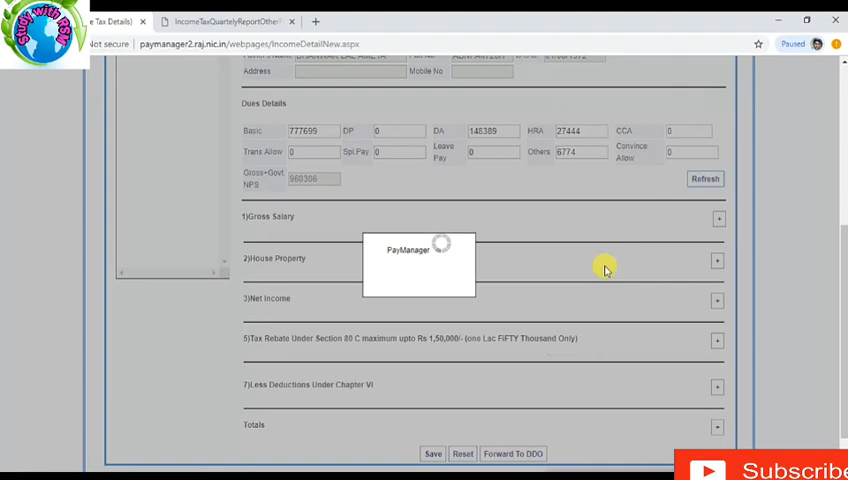 e Tax Details)
IncomeTaxQuartelyReportOtherF
Study with RSM
Not secure
paymanager2.raj.nic.in/webpages/IncomeDetailNew.aspx
Paused
Address
Mobile No
Dues Details
Basic 777699 DP 0 DA 148389 HRA 27444 CCA 0
Trans Allow 0 Spl.Pay 0 Leave Pay 0 Others 6774 Convince Allow 0
Gross+Govt. NPS 960306
Refresh
1)Gross Salary +
PayManager
2)House Property +
3)Net Income +
5)Tax Rebate Under Section 80 C maximum upto Rs 1,50,000/- (one Lac FiFTY Thousand Only) +
7)Less Deductions Under Chapter VI +
Totals +
Save Reset Forward To DDO
Subscribe